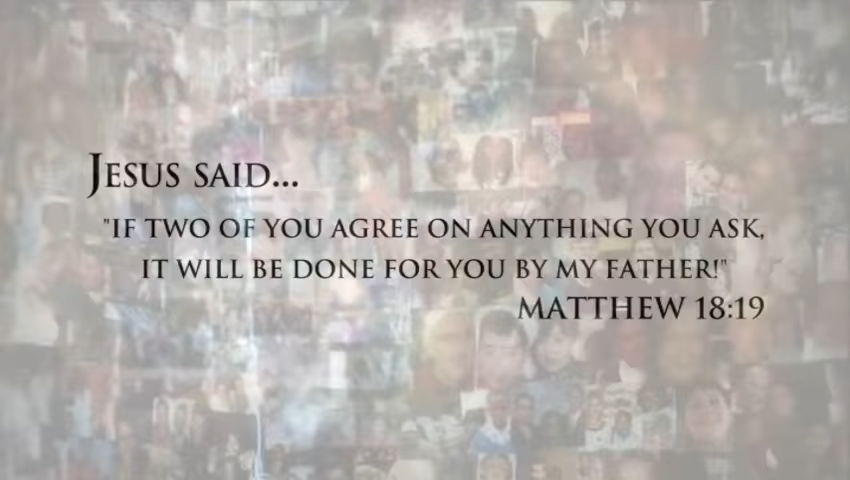 JESUS SAID...
"IF TWO OF YOU AGREE ON ANYTHING YOU ASK,
IT WILL BE DONE FOR YOU BY MY FATHER!"
MATTHEW 18:19